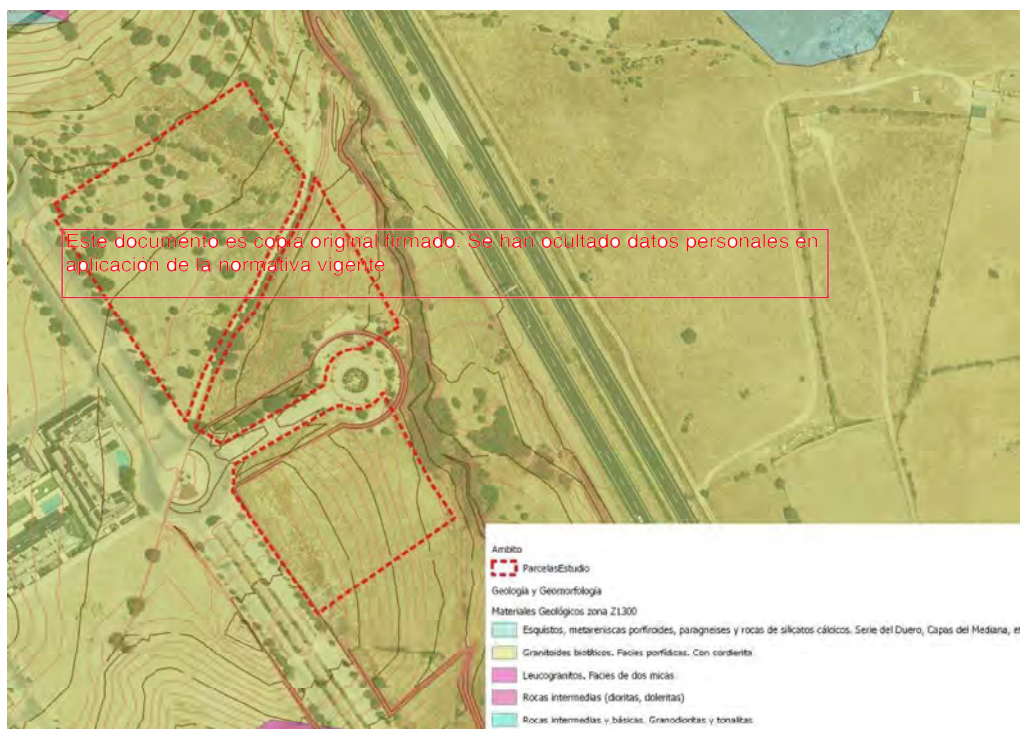 Este documento es copia original firmado. Se han ocultado datos personales en
aplicación de la normativa vigente
Ambito
ParcelasEstudio
Geología y Geomorfología
Materiales Geológicos zona Z1300
Esquistos, metareniscas porfiroides, paragneises y rocas de silicatos cálcicos. Serie del Duero, Capas del Mediana, et
Granitoides biotíticos. Facies porfídicas. Con cordierita
Leucogranitos. Facies de dos micas
Rocas intermedias (dioritas, doleritas)
Rocas intermedias y básicas. Granodioritas y tonalitas